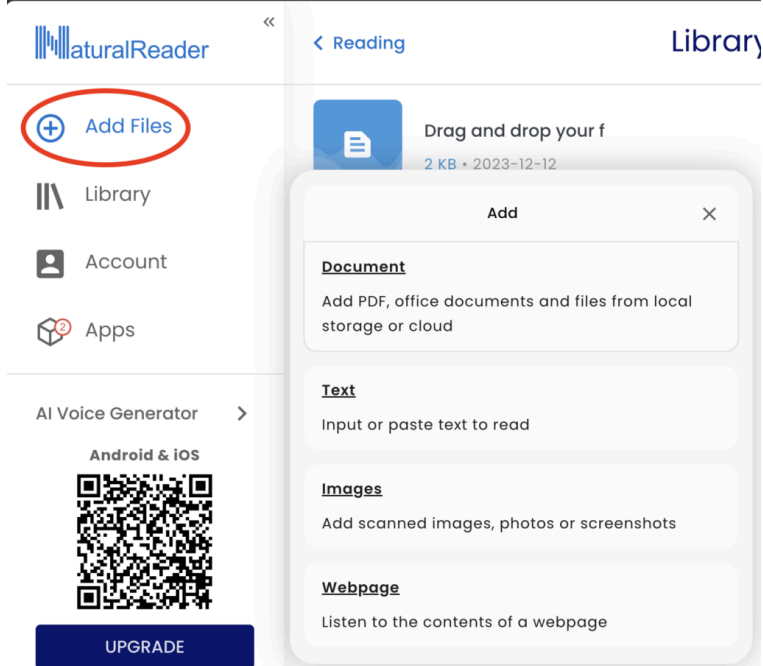 NaturalReader
«
Reading
Library
Add Files
Drag and drop your f
2 KB • 2023-12-12
Library
Add
Document
Add PDF, office documents and files from local
storage or cloud
Account
2
Apps
Text
Input or paste text to read
AI Voice Generator
Android & iOS
Images
Add scanned images, photos or screenshots
Webpage
Listen to the contents of a webpage
UPGRADE